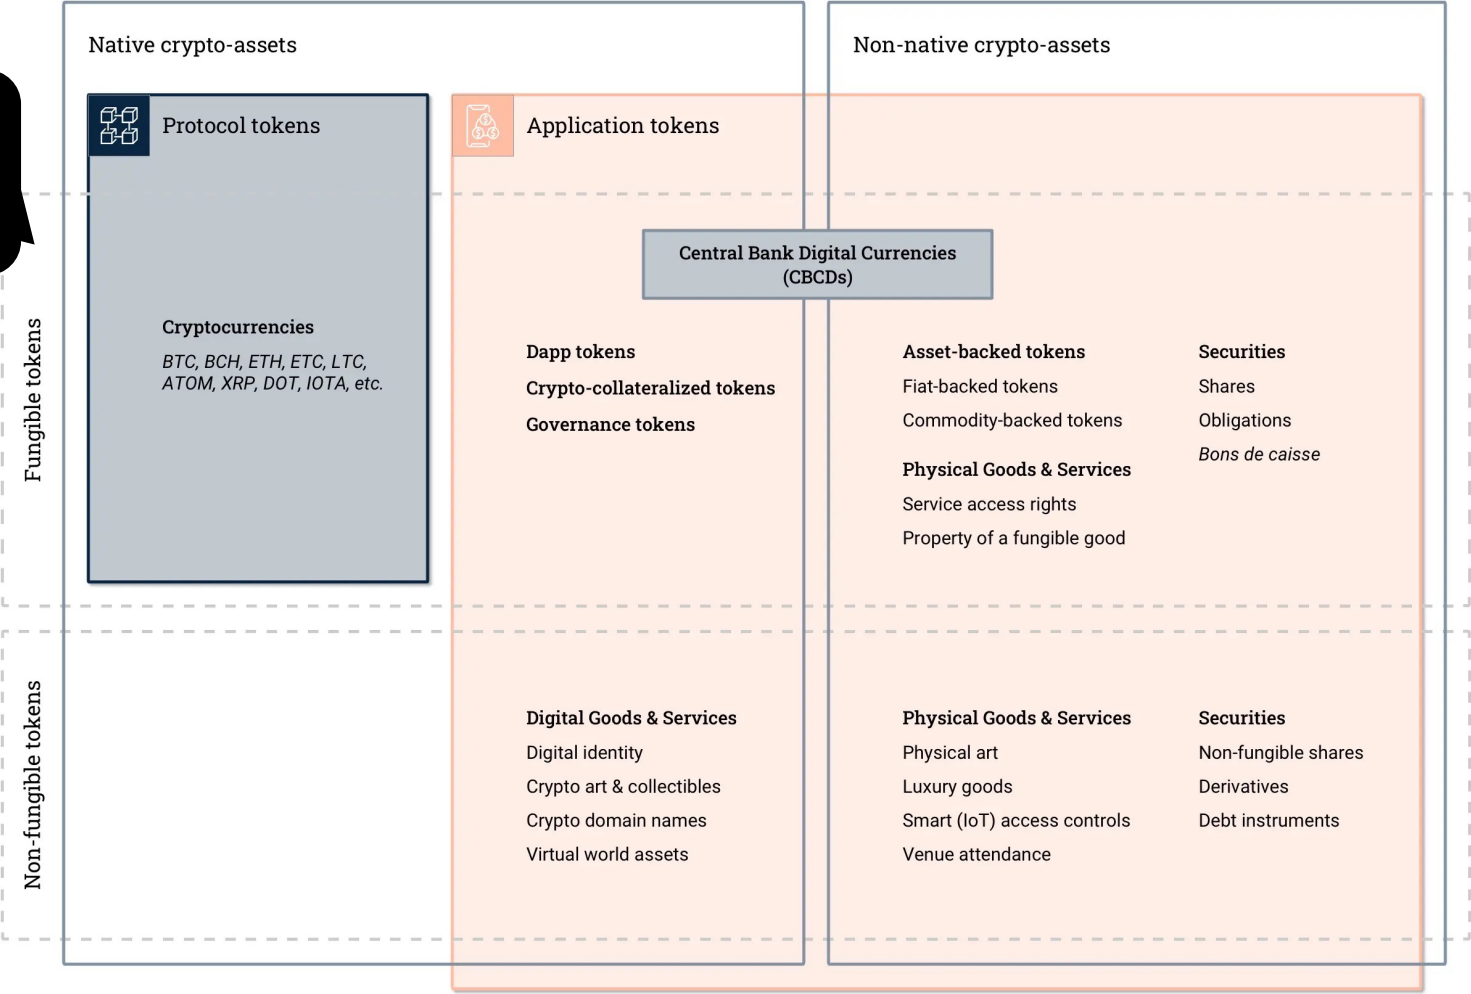 Native crypto-assets
Non-native crypto-assets
Protocol tokens
Application tokens
Fungible tokens
Central Bank Digital Currencies
(CBCDs)
Cryptocurrencies
BTC, BCH, ETH, ETC, LTC,
ATOM, XRP, DOT, IOTA, etc.
Dapp tokens
Crypto-collateralized tokens
Governance tokens
Asset-backed tokens
Fiat-backed tokens
Commodity-backed tokens
Physical Goods & Services
Service access rights
Property of a fungible good
Securities
Shares
Obligations
Bons de caisse
Non-fungible tokens
Digital Goods & Services
Digital identity
Crypto art & collectibles
Crypto domain names
Virtual world assets
Physical Goods & Services
Physical art
Luxury goods
Smart (IoT) access controls
Venue attendance
Securities
Non-fungible shares
Derivatives
Debt instruments